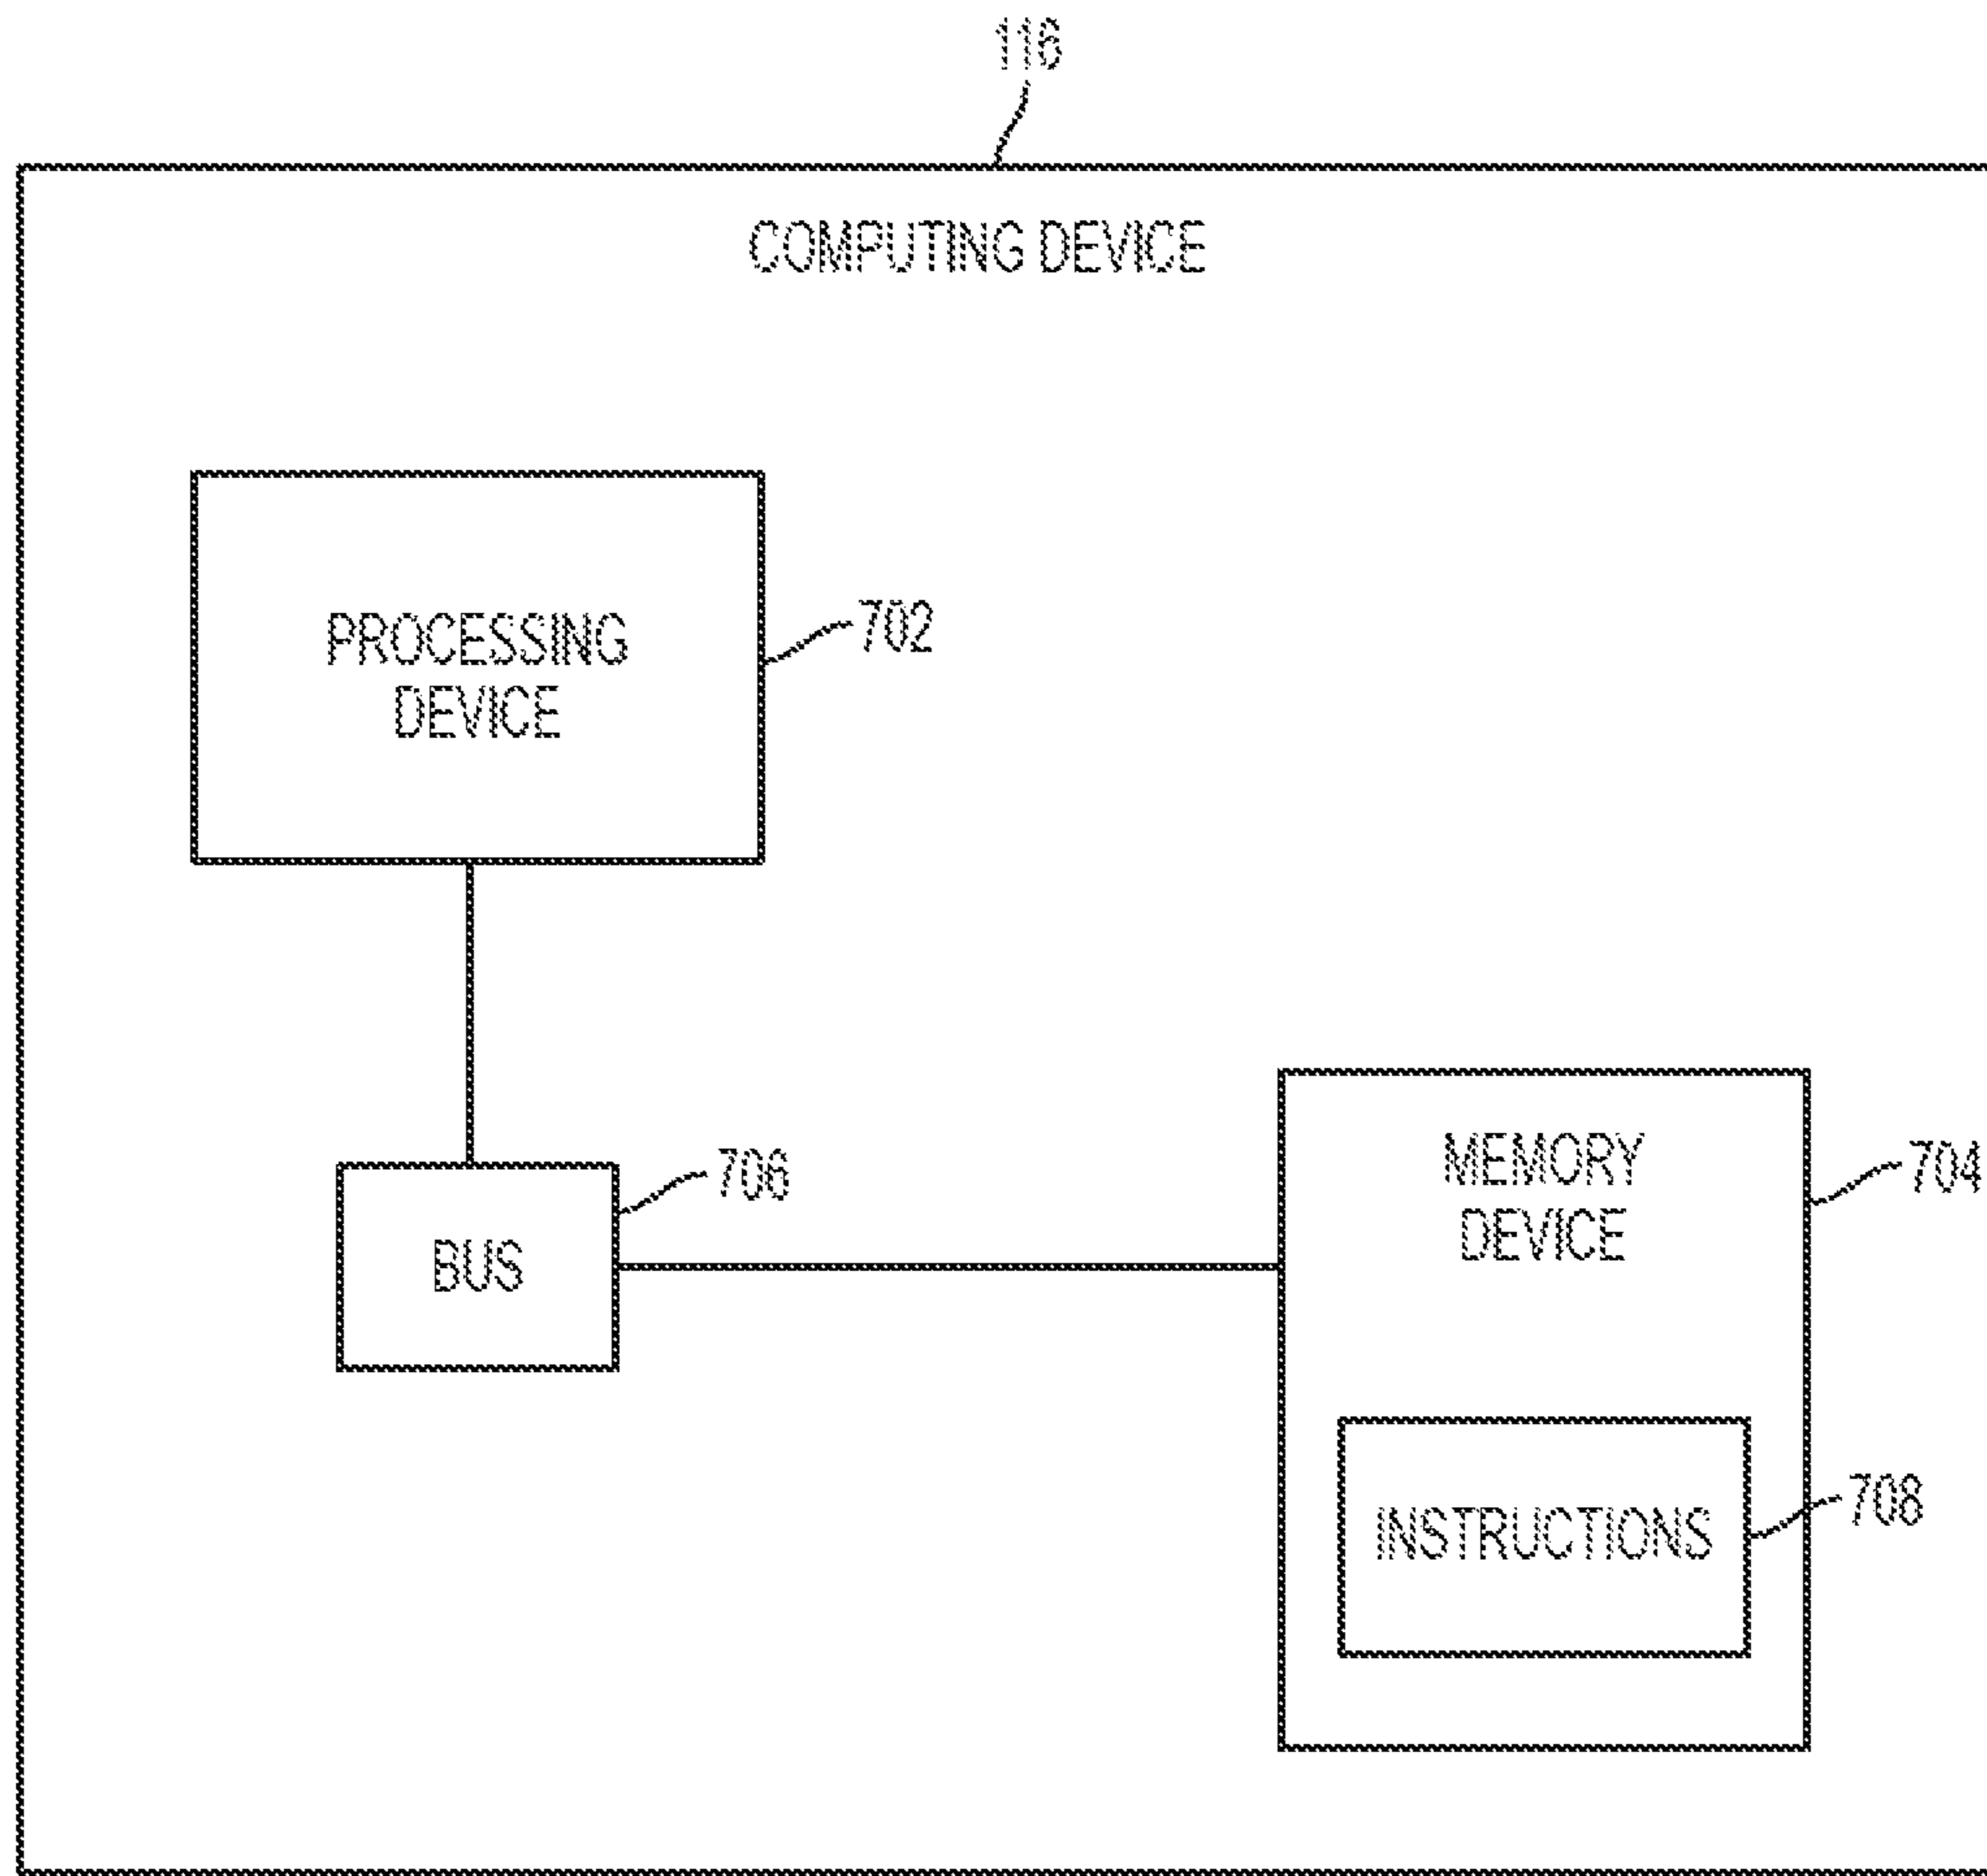 116
COMPUTING DEVICE
PROCESSING
DEVICE
702
706
BUS
MEMORY
DEVICE
704
INSTRUCTIONS
708